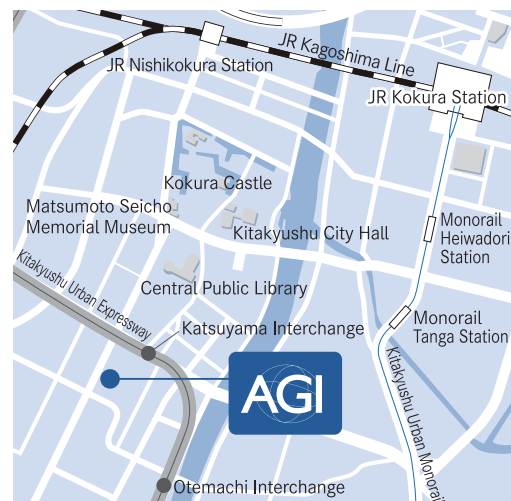 JR Kagoshima Line
JR Nishikokura Station
JR Kokura Station
Kokura Castle
Matsumoto Seicho
Memorial Museum
Kitakyushu City Hall
Monorail
Heiwadori
Station
Central Public Library
Kitakyushu Urban Expressway
Katsuyama Interchange
Monorail
Tanga Station
AGI
Kitakyushu Urban Monorail
Otemachi Interchange